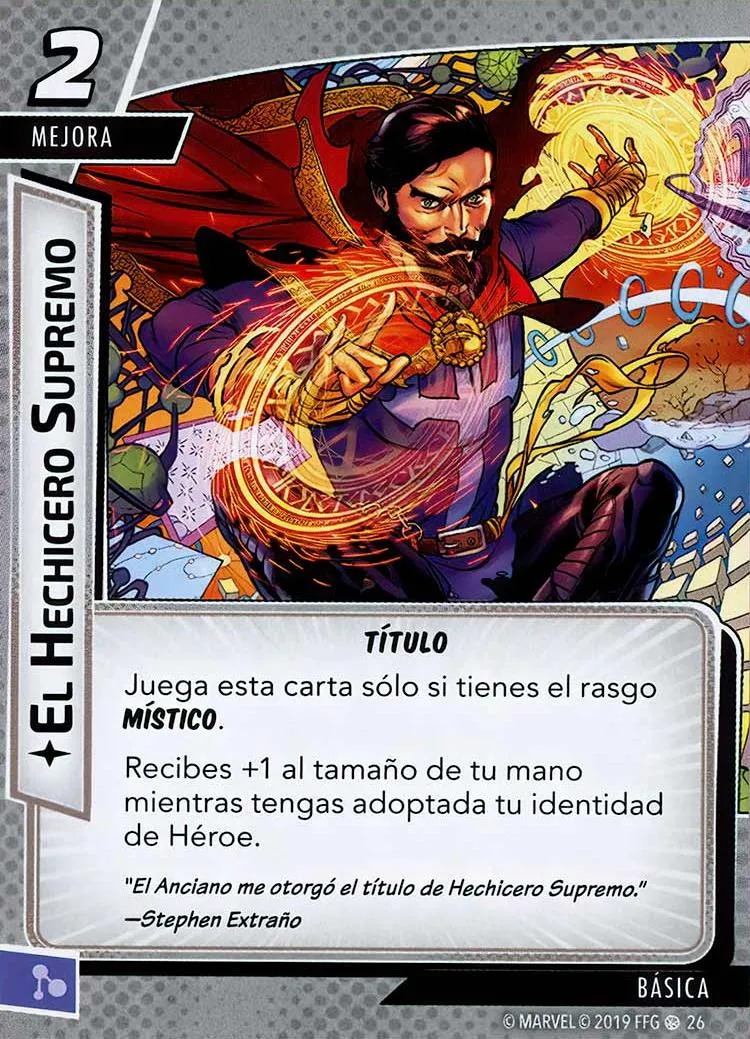 2
MEJORA
El Hechicero Supremo
TÍTULO
Juega esta carta sólo si tienes el rasgo
MÍSTICO.
Recibes +1 al tamaño de tu mano
mientras tengas adoptada tu identidad
de Héroe.
"El Anciano me otorgó el título de Hechicero Supremo."
—Stephen Extraño
BÁSICA
© MARVEL © 2019 FFG 26